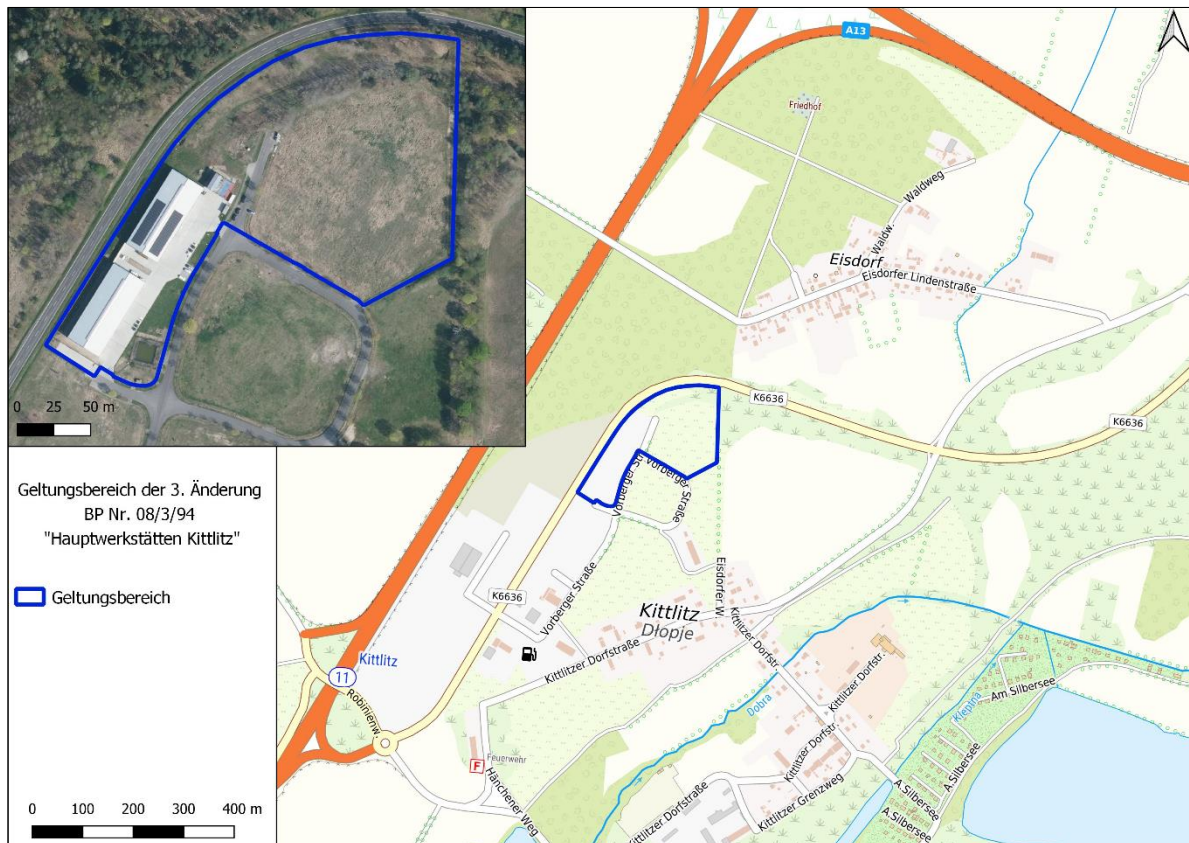 0 25 50 m
Geltungsbereich der 3. Änderung
BP Nr. 08/3/94
"Hauptwerkstätten Kittlitz"
Geltungsbereich
0 100 200 300 400 m
A13
Friedhof
Waldweg
Waldw.
Eisdorf
Eisdorfer Lindenstraße
K6636
K6636
Vorberger Str
Vorberger Straße
K6636
Vorberger Straße
Eisdorfer W
Kittlitz
Dłopje
Kittlitzer Dorfstr.
Kittlitz
11
Robinienw.
Kittlitzer Dorfstraße
Kittlitzer Dorfstr.
Dobra
Kleptna
Am Silbersee
F
Feuerwehr
Hänchener Weg
Kittlitzer Dorfstr.
Kittlitzer Dorfstraße
Kittlitzer Grenzweg
A.Silbersee
A.Silbersee
A.Silbersee
A.Silbersee